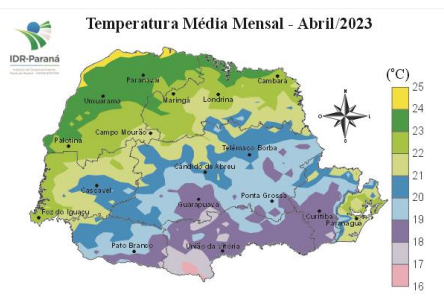 Temperatura Média Mensal - Abril/2023
IDR-Paraná
(°C)
25
24
23
22
21
20
19
18
17
16
Paranavaí
Cambará
Umuarama
Maringá
Londrina
Campo Mourão
Palotina
Telêmaco Borba
Cândido de Abreu
Cascavel
Guarapuava
Ponta Grossa
Foz do Iguaçu
Curitiba
Paranaguá
Pato Branco
União da Vitória